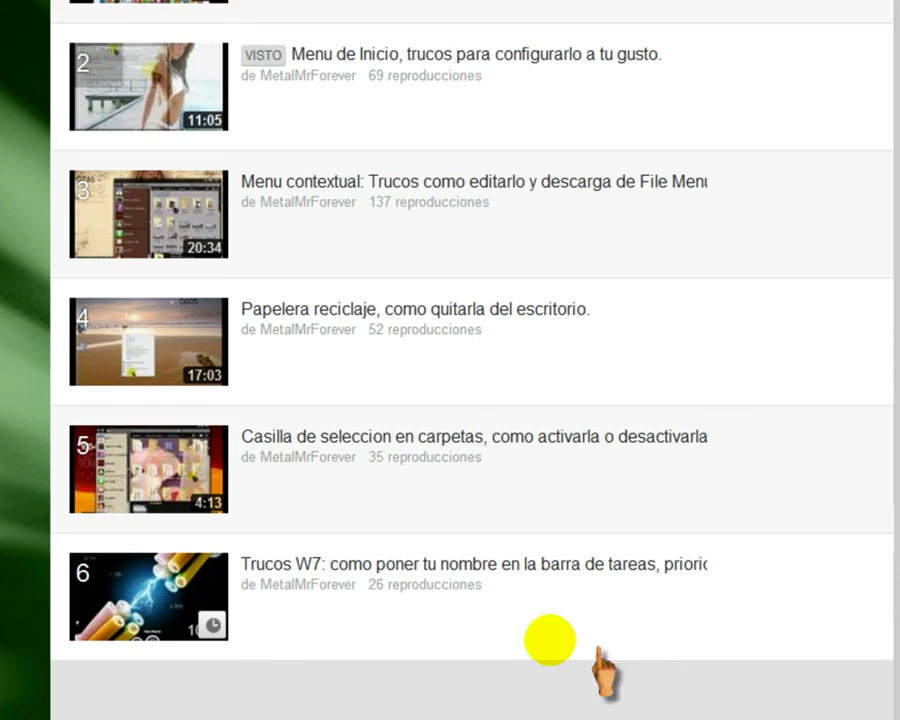 2
VISTO Menu de Inicio, trucos para configurarlo a tu gusto.
de MetalMrForever 69 reproducciones
11:05
3
Menu contextual: Trucos como editarlo y descarga de File Menu
de MetalMrForever 137 reproducciones
20:34
4
Papelera reciclaje, como quitarla del escritorio.
de MetalMrForever 52 reproducciones
17:03
5
Casilla de seleccion en carpetas, como activarla o desactivarla
de MetalMrForever 35 reproducciones
4:13
6
Trucos W7: como poner tu nombre en la barra de tareas,
de MetalMrForever 26 reproducciones